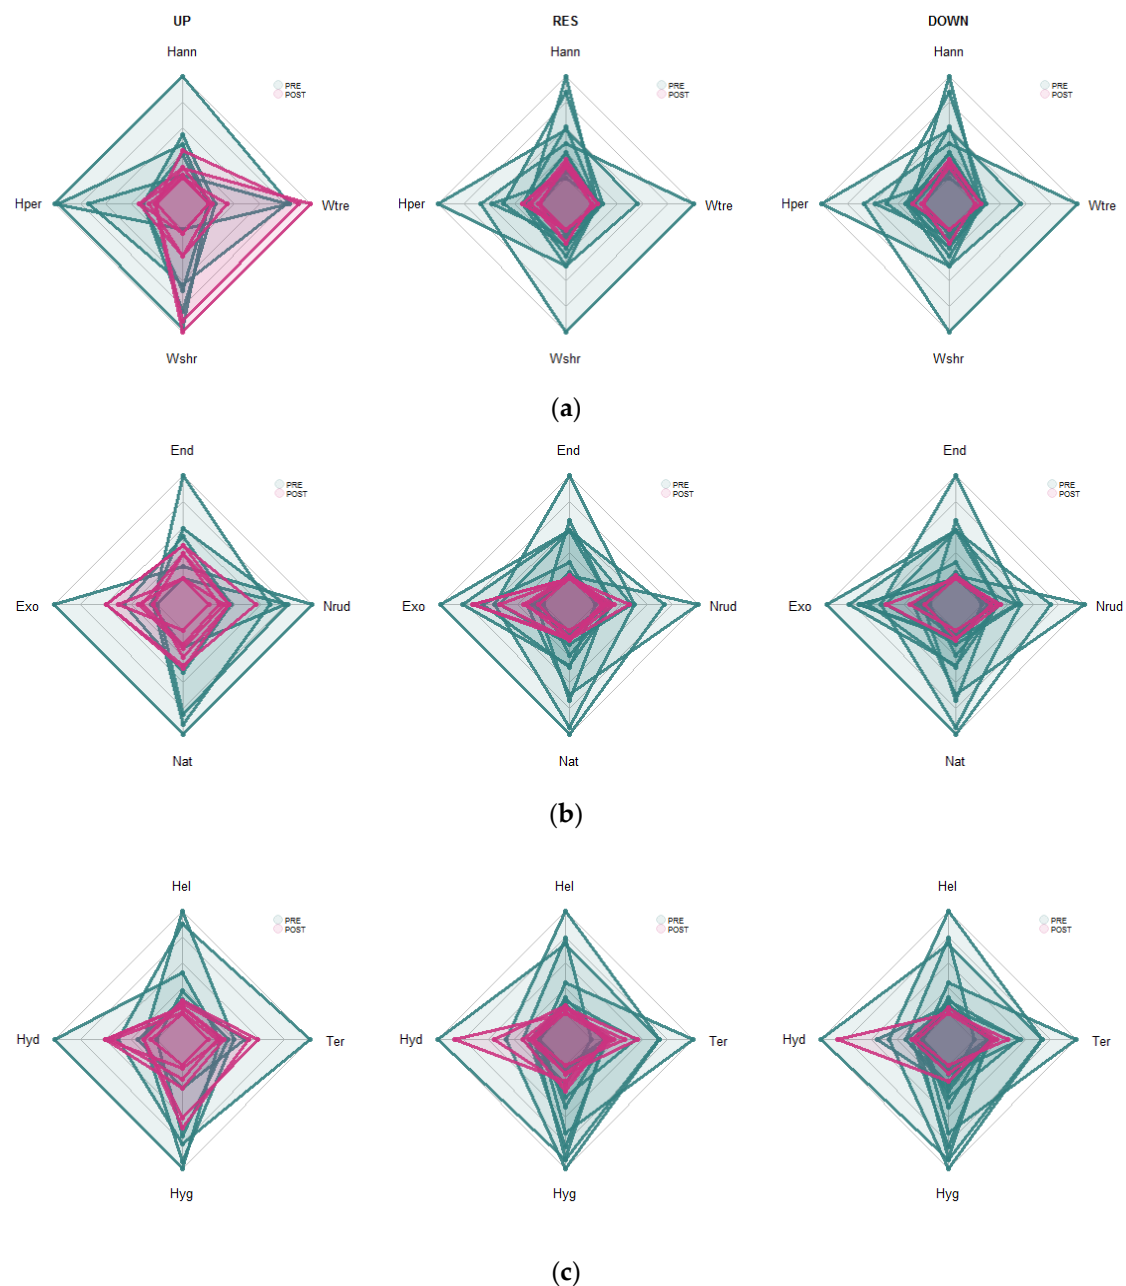 UP RES DOWN
Hann Hann Hann
PRE PRE PRE
POST POST POST
Hper Wtre Hper Wtre Hper Wtre
Wshr Wshr Wshr
(a)
End End End
PRE PRE PRE
POST POST POST
Exo Nrud Exo Nrud Exo Nrud
Nat Nat Nat
(b)
Hel Hel Hel
PRE PRE PRE
POST POST POST
Hyd Ter Hyd Ter Hyd Ter
Hyg Hyg Hyg
(c)